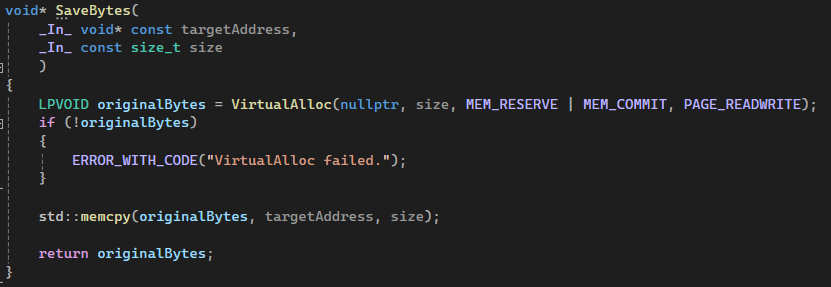 void* SaveBytes(
    _In_ void* const targetAddress,
    _In_ const size_t size
    )
{
    LPVOID originalBytes = VirtualAlloc(nullptr, size, MEM_RESERVE | MEM_COMMIT, PAGE_READWRITE);
    if (!originalBytes)
    {
        ERROR_WITH_CODE("VirtualAlloc failed.");
    }

    std::memcpy(originalBytes, targetAddress, size);

    return originalBytes;
}